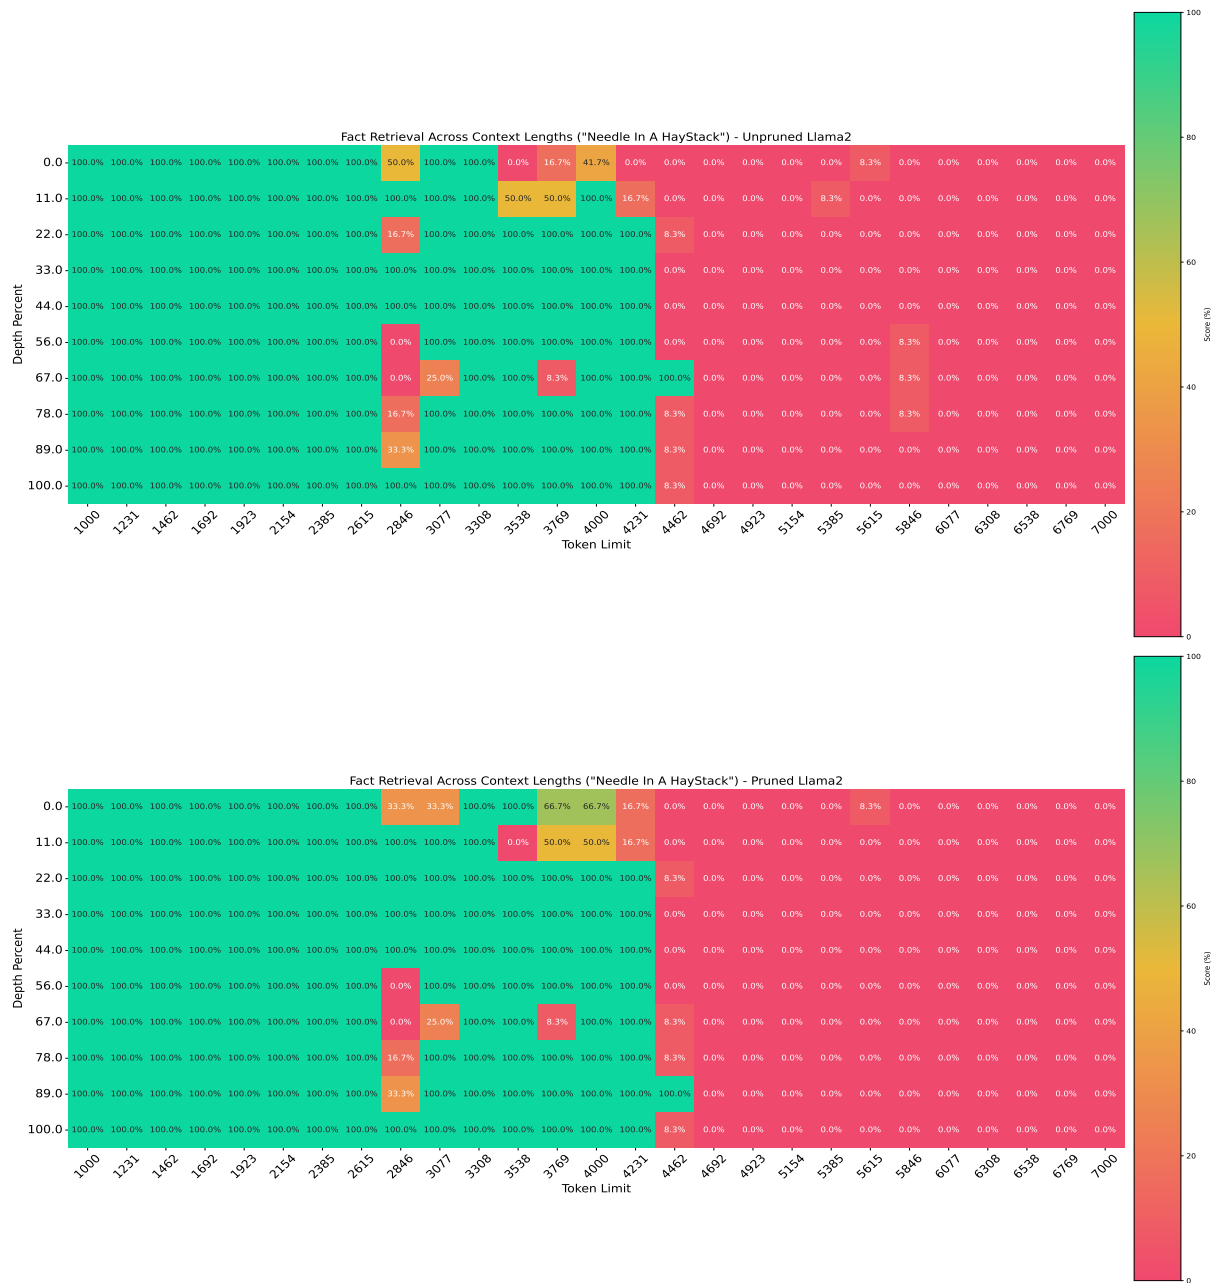 Fact Retrieval Across Context Lengths ("Needle In A HayStack") - Unpruned Llama2
0.0 100.0% 100.0% 100.0% 100.0% 100.0% 100.0% 100.0% 100.0% 50.0% 100.0% 100.0% 0.0% 16.7% 41.7% 0.0% 0.0% 0.0% 0.0% 0.0% 0.0% 8.3% 0.0% 0.0% 0.0% 0.0% 0.0% 0.0%
11.0 100.0% 100.0% 100.0% 100.0% 100.0% 100.0% 100.0% 100.0% 100.0% 100.0% 100.0% 50.0% 50.0% 100.0% 16.7% 0.0% 0.0% 0.0% 0.0% 8.3% 0.0% 0.0% 0.0% 0.0% 0.0% 0.0% 0.0%
22.0 100.0% 100.0% 100.0% 100.0% 100.0% 100.0% 100.0% 100.0% 16.7% 100.0% 100.0% 100.0% 100.0% 100.0% 100.0% 8.3% 0.0% 0.0% 0.0% 0.0% 0.0% 0.0% 0.0% 0.0% 0.0% 0.0% 0.0%
33.0 100.0% 100.0% 100.0% 100.0% 100.0% 100.0% 100.0% 100.0% 100.0% 100.0% 100.0% 100.0% 100.0% 100.0% 100.0% 0.0% 0.0% 0.0% 0.0% 0.0% 0.0% 0.0% 0.0% 0.0% 0.0% 0.0% 0.0%
44.0 100.0% 100.0% 100.0% 100.0% 100.0% 100.0% 100.0% 100.0% 100.0% 100.0% 100.0% 100.0% 100.0% 100.0% 100.0% 0.0% 0.0% 0.0% 0.0% 0.0% 0.0% 0.0% 0.0% 0.0% 0.0% 0.0% 0.0%
56.0 100.0% 100.0% 100.0% 100.0% 100.0% 100.0% 100.0% 100.0% 0.0% 100.0% 100.0% 100.0% 100.0% 100.0% 100.0% 0.0% 0.0% 0.0% 0.0% 0.0% 0.0% 8.3% 0.0% 0.0% 0.0% 0.0% 0.0%
67.0 100.0% 100.0% 100.0% 100.0% 100.0% 100.0% 100.0% 100.0% 0.0% 25.0% 100.0% 100.0% 8.3% 100.0% 100.0% 100.0% 0.0% 0.0% 0.0% 0.0% 0.0% 8.3% 0.0% 0.0% 0.0% 0.0% 0.0%
78.0 100.0% 100.0% 100.0% 100.0% 100.0% 100.0% 100.0% 100.0% 16.7% 100.0% 100.0% 100.0% 100.0% 100.0% 100.0% 8.3% 0.0% 0.0% 0.0% 0.0% 0.0% 8.3% 0.0% 0.0% 0.0% 0.0% 0.0%
89.0 100.0% 100.0% 100.0% 100.0% 100.0% 100.0% 100.0% 100.0% 33.3% 100.0% 100.0% 100.0% 100.0% 100.0% 100.0% 8.3% 0.0% 0.0% 0.0% 0.0% 0.0% 0.0% 0.0% 0.0% 0.0% 0.0% 0.0%
100.0 100.0% 100.0% 100.0% 100.0% 100.0% 100.0% 100.0% 100.0% 100.0% 100.0% 100.0% 100.0% 100.0% 100.0% 100.0% 8.3% 0.0% 0.0% 0.0% 0.0% 0.0% 0.0% 0.0% 0.0% 0.0% 0.0% 0.0%
Depth Percent
1000 1231 1462 1692 1923 2154 2385 2615 2846 3077 3308 3538 3769 4000 4231 4462 4692 4923 5154 5385 5615 5846 6077 6308 6538 6769 7000
Token Limit
100
80
60
40
20
0
Score (%)
Fact Retrieval Across Context Lengths ("Needle In A HayStack") - Pruned Llama2
0.0 100.0% 100.0% 100.0% 100.0% 100.0% 100.0% 100.0% 100.0% 33.3% 33.3% 100.0% 100.0% 66.7% 66.7% 16.7% 0.0% 0.0% 0.0% 0.0% 0.0% 8.3% 0.0% 0.0% 0.0% 0.0% 0.0% 0.0%
11.0 100.0% 100.0% 100.0% 100.0% 100.0% 100.0% 100.0% 100.0% 100.0% 100.0% 100.0% 0.0% 50.0% 50.0% 16.7% 0.0% 0.0% 0.0% 0.0% 0.0% 0.0% 0.0% 0.0% 0.0% 0.0% 0.0% 0.0%
22.0 100.0% 100.0% 100.0% 100.0% 100.0% 100.0% 100.0% 100.0% 100.0% 100.0% 100.0% 100.0% 100.0% 100.0% 100.0% 8.3% 0.0% 0.0% 0.0% 0.0% 0.0% 0.0% 0.0% 0.0% 0.0% 0.0% 0.0%
33.0 100.0% 100.0% 100.0% 100.0% 100.0% 100.0% 100.0% 100.0% 100.0% 100.0% 100.0% 100.0% 100.0% 100.0% 100.0% 0.0% 0.0% 0.0% 0.0% 0.0% 0.0% 0.0% 0.0% 0.0% 0.0% 0.0% 0.0%
44.0 100.0% 100.0% 100.0% 100.0% 100.0% 100.0% 100.0% 100.0% 100.0% 100.0% 100.0% 100.0% 100.0% 100.0% 100.0% 0.0% 0.0% 0.0% 0.0% 0.0% 0.0% 0.0% 0.0% 0.0% 0.0% 0.0% 0.0%
56.0 100.0% 100.0% 100.0% 100.0% 100.0% 100.0% 100.0% 100.0% 0.0% 100.0% 100.0% 100.0% 100.0% 100.0% 100.0% 0.0% 0.0% 0.0% 0.0% 0.0% 0.0% 0.0% 0.0% 0.0% 0.0% 0.0% 0.0%
67.0 100.0% 100.0% 100.0% 100.0% 100.0% 100.0% 100.0% 100.0% 0.0% 25.0% 100.0% 100.0% 8.3% 100.0% 100.0% 8.3% 0.0% 0.0% 0.0% 0.0% 0.0% 0.0% 0.0% 0.0% 0.0% 0.0% 0.0%
78.0 100.0% 100.0% 100.0% 100.0% 100.0% 100.0% 100.0% 100.0% 16.7% 100.0% 100.0% 100.0% 100.0% 100.0% 100.0% 8.3% 0.0% 0.0% 0.0% 0.0% 0.0% 0.0% 0.0% 0.0% 0.0% 0.0% 0.0%
89.0 100.0% 100.0% 100.0% 100.0% 100.0% 100.0% 100.0% 100.0% 33.3% 100.0% 100.0% 100.0% 100.0% 100.0% 100.0% 100.0% 0.0% 0.0% 0.0% 0.0% 0.0% 0.0% 0.0% 0.0% 0.0% 0.0% 0.0%
100.0 100.0% 100.0% 100.0% 100.0% 100.0% 100.0% 100.0% 100.0% 100.0% 100.0% 100.0% 100.0% 100.0% 100.0% 100.0% 8.3% 0.0% 0.0% 0.0% 0.0% 0.0% 0.0% 0.0% 0.0% 0.0% 0.0% 0.0%
Depth Percent
1000 1231 1462 1692 1923 2154 2385 2615 2846 3077 3308 3538 3769 4000 4231 4462 4692 4923 5154 5385 5615 5846 6077 6308 6538 6769 7000
Token Limit
100
80
60
40
20
0
Score (%)